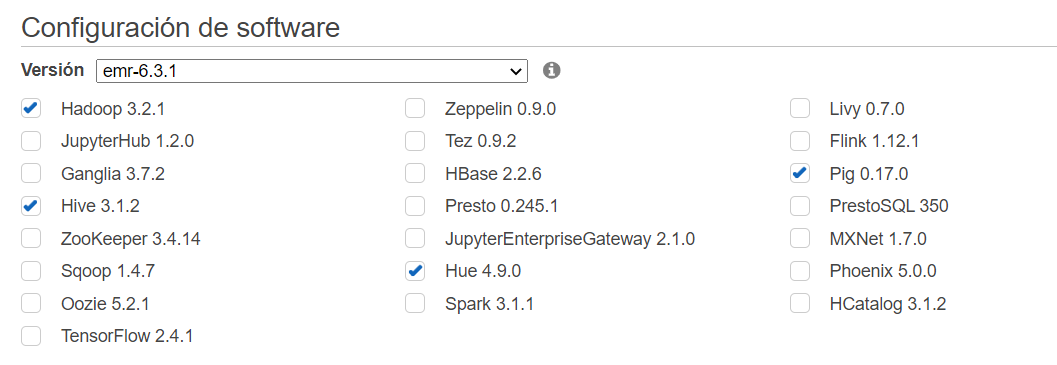 Configuración de software
Versión emr-6.3.1
Hadoop 3.2.1 Zeppelin 0.9.0 Livy 0.7.0
JupyterHub 1.2.0 Tez 0.9.2 Flink 1.12.1
Ganglia 3.7.2 HBase 2.2.6 Pig 0.17.0
Hive 3.1.2 Presto 0.245.1 PrestoSQL 350
ZooKeeper 3.4.14 JupyterEnterpriseGateway 2.1.0 MXNet 1.7.0
Sqoop 1.4.7 Hue 4.9.0 Phoenix 5.0.0
Oozie 5.2.1 Spark 3.1.1 HCatalog 3.1.2
TensorFlow 2.4.1